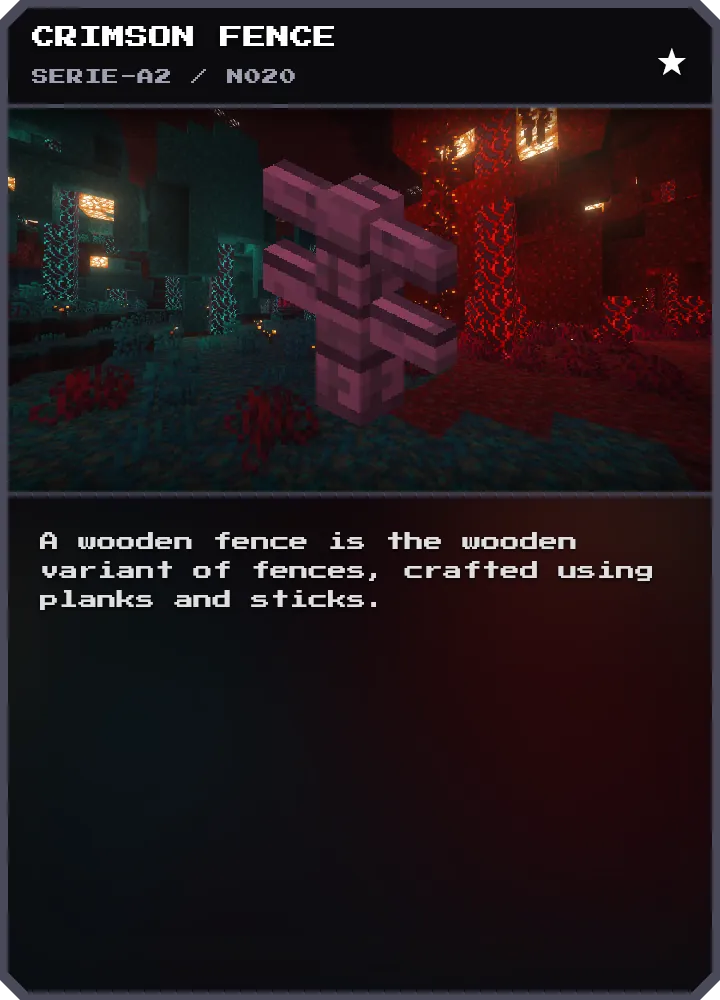 CRIMSON FENCE
SERIE-A2 / N020
A wooden fence is the wooden
variant of fences, crafted using
planks and sticks.